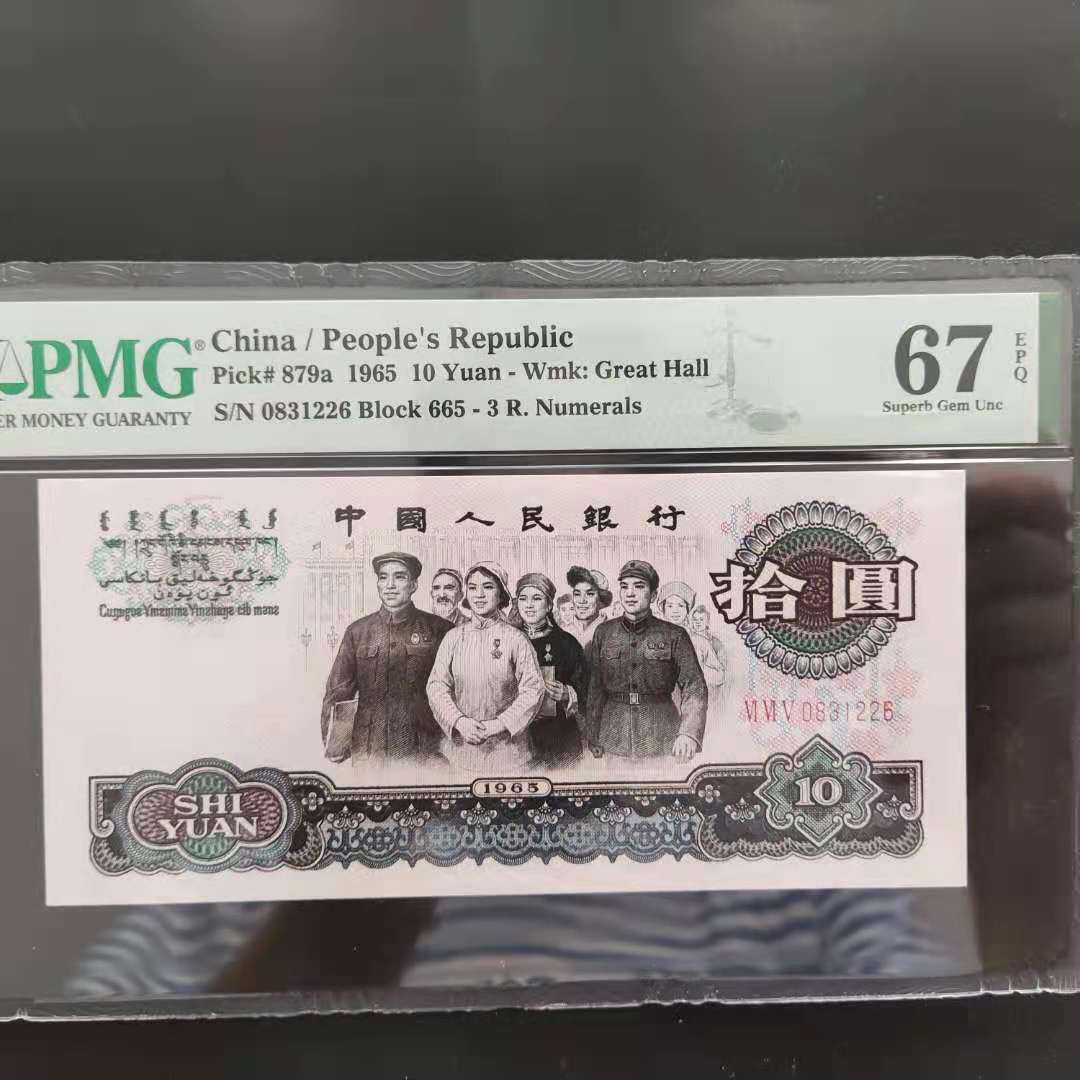 PMG®
ER MONEY GUARANTY
China / People's Republic
Pick# 879a 1965 10 Yuan - Wmk: Great Hall
S/N 0831226 Block 665 - 3 R. Numerals
67
EPQ
Superb Gem Unc
中國人民銀行
拾圓
VI VI V 0831226
1965
SHI
YUAN
10